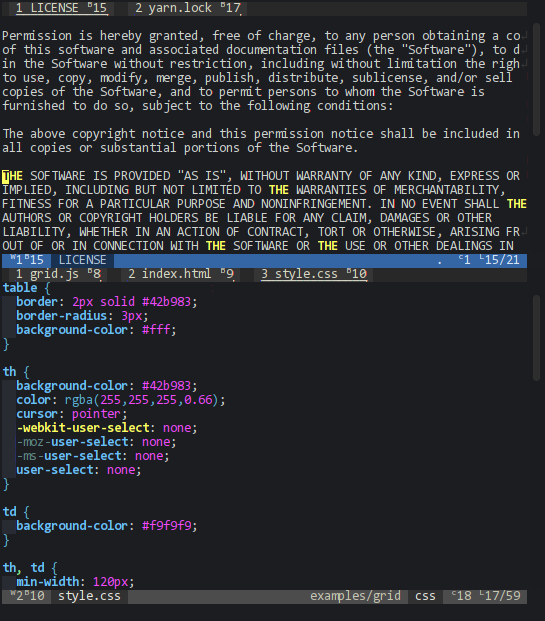 1 LICENSE ᴮ15   2 yarn.lock ᴮ17
Permission is hereby granted, free of charge, to any person obtaining a co
of this software and associated documentation files (the "Software"), to d
in the Software without restriction, including without limitation the righ
to use, copy, modify, merge, publish, distribute, sublicense, and/or sell
copies of the Software, and to permit persons to whom the Software is
furnished to do so, subject to the following conditions:
The above copyright notice and this permission notice shall be included in
all copies or substantial portions of the Software.
THE SOFTWARE IS PROVIDED "AS IS", WITHOUT WARRANTY OF ANY KIND, EXPRESS OR
IMPLIED, INCLUDING BUT NOT LIMITED TO THE WARRANTIES OF MERCHANTABILITY,
FITNESS FOR A PARTICULAR PURPOSE AND NONINFRINGEMENT. IN NO EVENT SHALL THE
AUTHORS OR COPYRIGHT HOLDERS BE LIABLE FOR ANY CLAIM, DAMAGES OR OTHER
LIABILITY, WHETHER IN AN ACTION OF CONTRACT, TORT OR OTHERWISE, ARISING FR
OUT OF OR IN CONNECTION WITH THE SOFTWARE OR THE USE OR OTHER DEALINGS IN
ᵂ1ᴮ15  LICENSE  .  ᶜ1 ᴸ15/21
1 grid.js ᴮ8   2 index.html ᴮ9   3 style.css ᴮ10
table {
  border: 2px solid #42b983;
  border-radius: 3px;
  background-color: #fff;
}
th {
  background-color: #42b983;
  color: rgba(255,255,255,0.66);
  cursor: pointer;
  -webkit-user-select: none;
  -moz-user-select: none;
  -ms-user-select: none;
  user-select: none;
}
td {
  background-color: #f9f9f9;
}
th, td {
  min-width: 120px;
ᵂ2ᴮ10  style.css  examples/grid  css  ᶜ18 ᴸ17/59